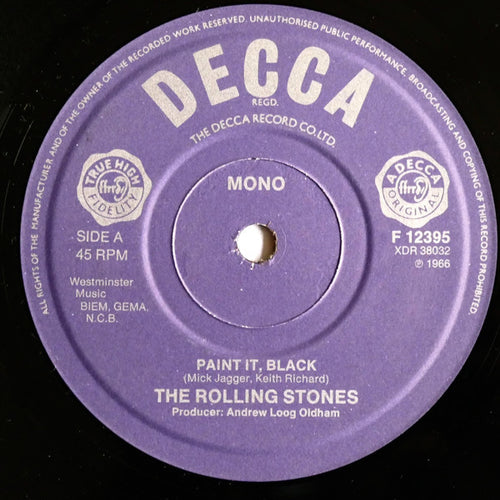 ALL RIGHTS OF THE MANUFACTURER AND OF THE OWNER OF THE RECORDED WORK RESERVED. UNAUTHORISED PUBLIC PERFORMANCE, BROADCASTING AND COPYING OF THIS RECORD PROHIBITED.
DECCA
REGD.
THE DECCA RECORD CO. LTD.
TRUE HIGH
ffrr
FIDELITY
MONO
A DECCA
ffrr
ORIGINAL
SIDE A
45 RPM
F 12395
XDR 38032
℗ 1966
Westminster
Music
BIEM, GEMA.
N.C.B.
PAINT IT, BLACK
(Mick Jagger, Keith Richard)
THE ROLLING STONES
Producer: Andrew Loog Oldham